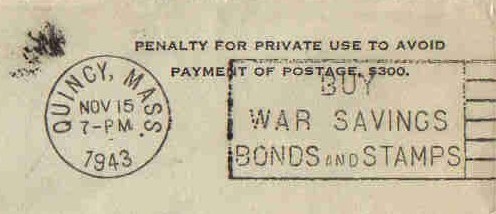 PENALTY FOR PRIVATE USE TO AVOID
PAYMENT OF POSTAGE, $300.
QUINCY, MASS.
NOV 15
7-PM
1943
BUY
WAR SAVINGS
BONDS AND STAMPS